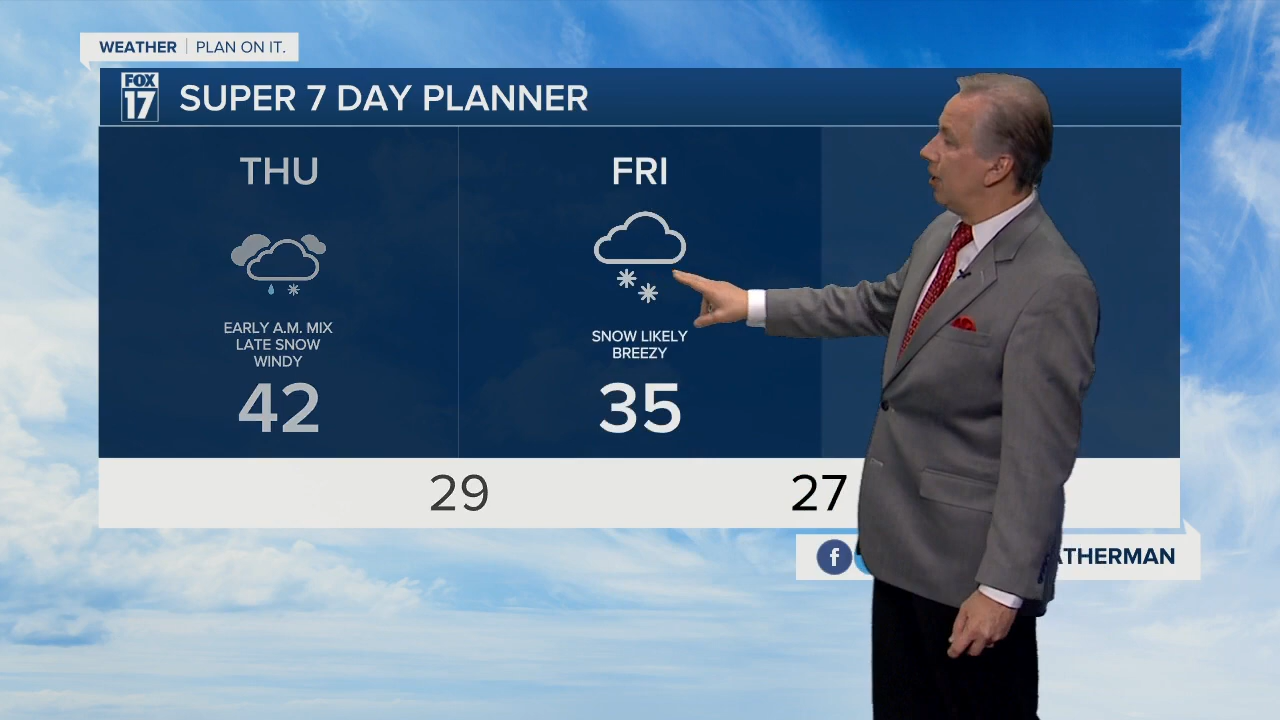 WEATHER | PLAN ON IT.
FOX
17
SUPER 7 DAY PLANNER
THU
FRI
EARLY A.M. MIX
LATE SNOW
WINDY
SNOW LIKELY
BREEZY
42
35
29
27
f
ATHERMAN